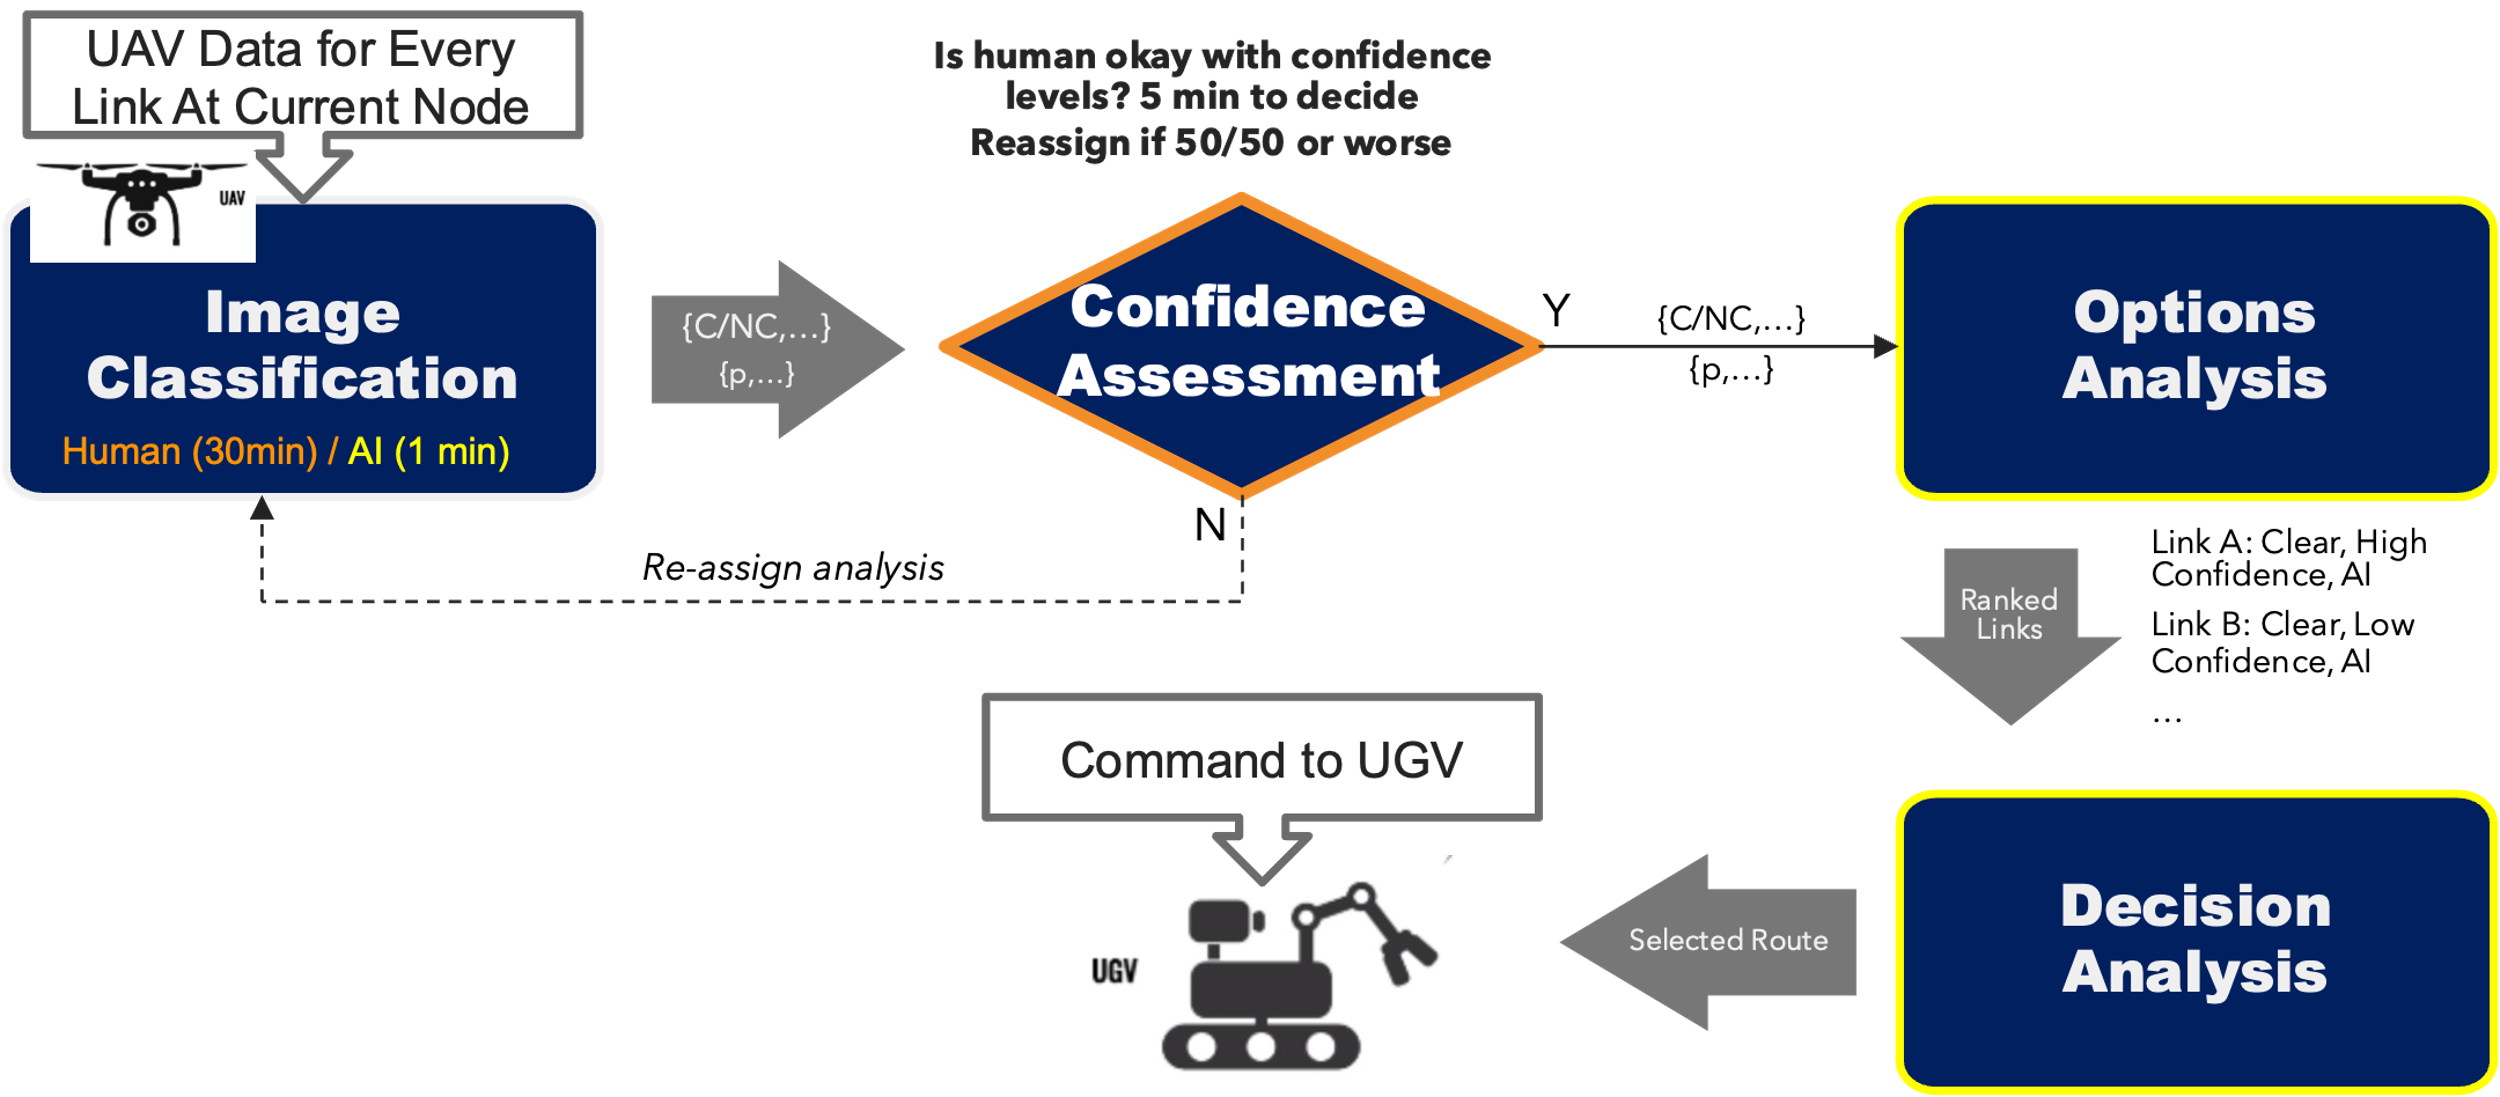 UAV Data for Every
Link At Current Node
UAV
Image
Classification
Human (30min) / AI (1 min)
{C/NC,...}
{p,...}
Is human okay with confidence
levels? 5 min to decide
Reassign if 50/50 or worse
Confidence
Assessment
Y
{C/NC,...}
{p,...}
N
Re-assign analysis
Options
Analysis
Ranked
Links
Link A: Clear, High
Confidence, AI
Link B: Clear, Low
Confidence, AI
...
Decision
Analysis
Selected Route
Command to UGV
UGV